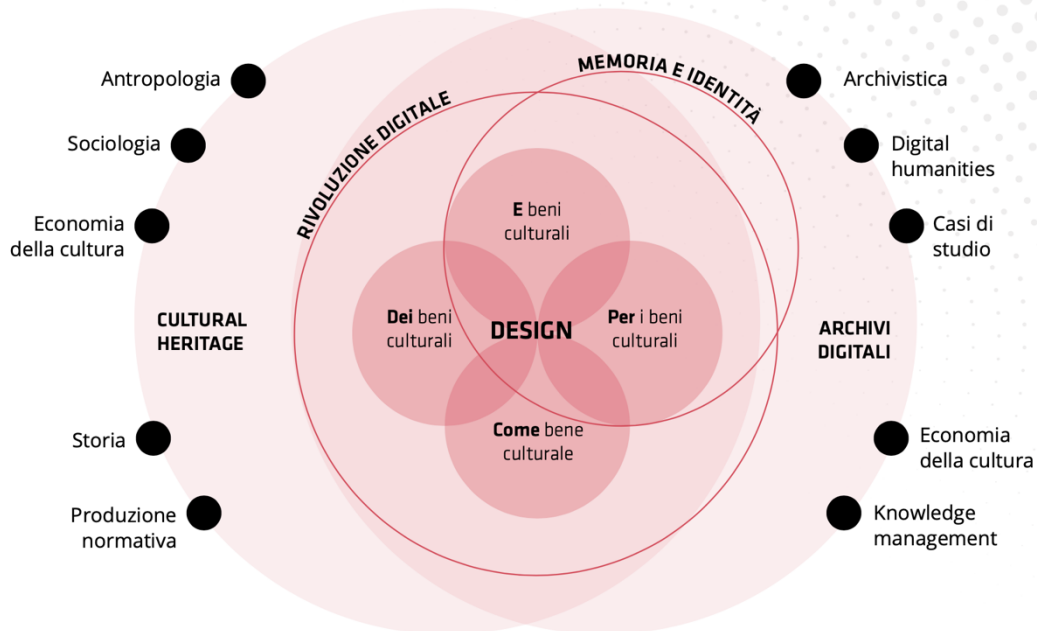 MEMORIA E IDENTITÀ
RIVOLUZIONE DIGITALE
Antropologia
Sociologia
Economia
della cultura
CULTURAL
HERITAGE
Storia
Produzione
normativa
E beni
culturali
Dei beni
culturali
DESIGN
Per i beni
culturali
Come bene
culturale
Archivistica
Digital
humanities
Casi di
studio
ARCHIVI
DIGITALI
Economia
della cultura
Knowledge
management